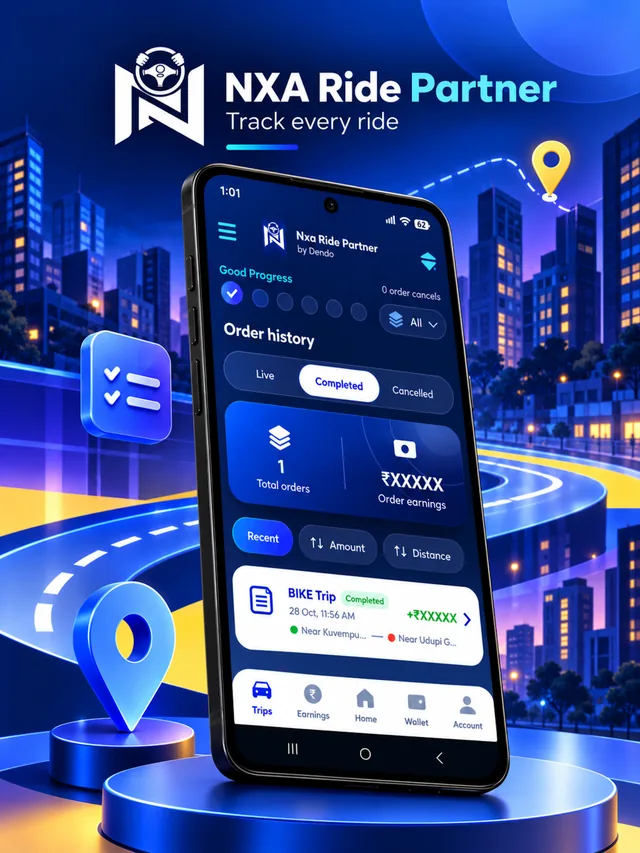 NXA Ride Partner
Track every ride
1:01
62
Nxa Ride Partner
by Dendo
Good Progress
0 order cancels
All
Order history
Live
Completed
Cancelled
1
Total orders
₹XXXXX
Order earnings
Recent
↑↓ Amount
↑↓ Distance
BIKE Trip
Completed
28 Oct, 11:56 AM
+₹XXXXX
Near Kuvempu...
Near Udupi G...
Trips
Earnings
Home
Wallet
Account